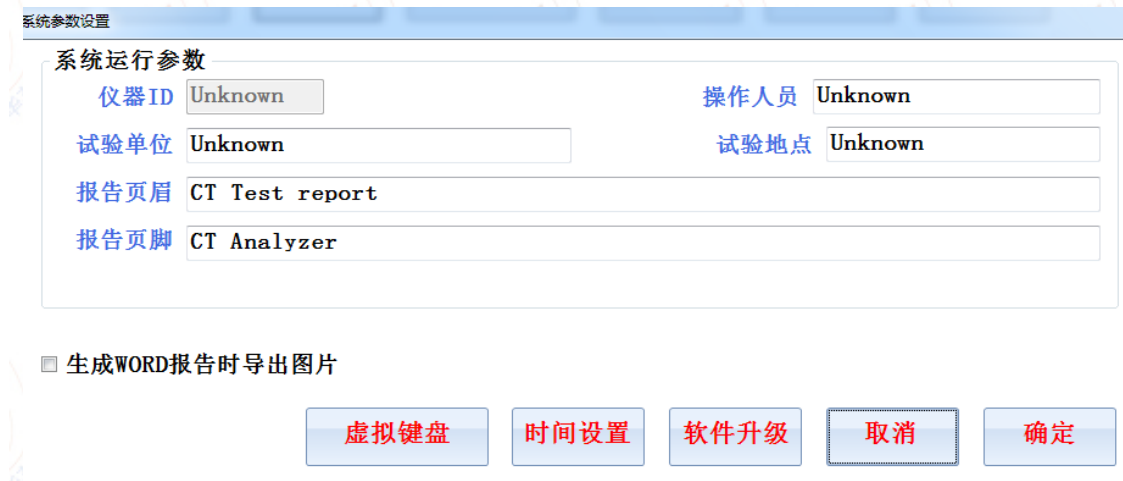 系统参数设置
系统运行参数
仪器ID Unknown 操作人员 Unknown
试验单位 Unknown 试验地点 Unknown
报告页眉 CT Test report
报告页脚 CT Analyzer
生成WORD报告时导出图片
虚拟键盘 时间设置 软件升级 取消 确定